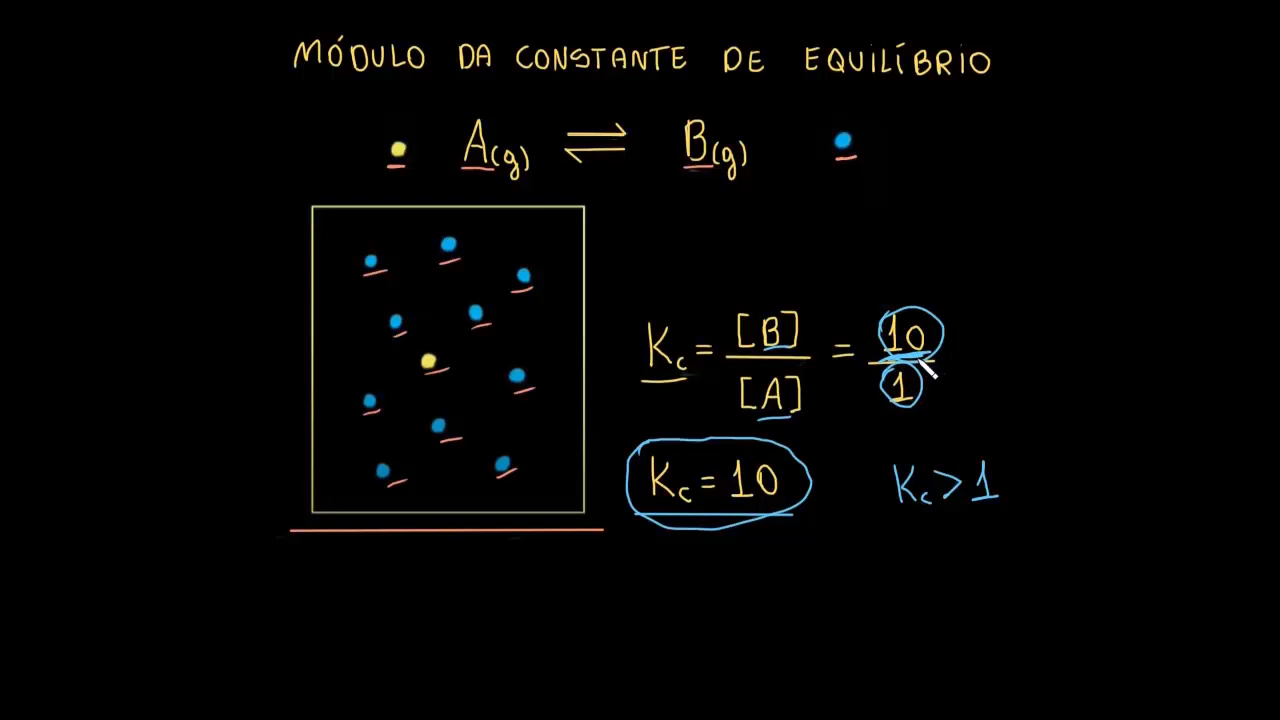 MÓDULO DA CONSTANTE DE EQUILÍBRIO
A(g) ⇌ B(g)
Kc = [B] / [A] = 10 / 1
Kc = 10
Kc > 1